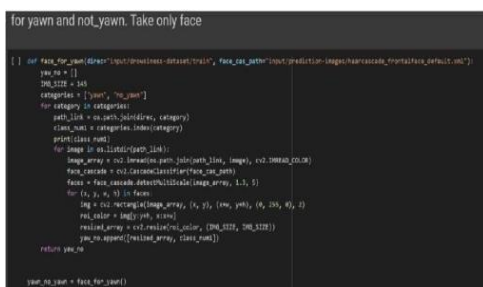 for yawn and not_yawn. Take only face
[ ] def face_for_yawn(direc="input/drowsiness-dataset/train", face_cas_path="input/prediction-images/haarcascade_frontalface_default.xml"):
yaw_no = []
IMG_SIZE = 145
categories = ["yawn", "no_yawn"]
for category in categories:
path_link = os.path.join(direc, category)
class_num1 = categories.index(category)
print(class_num1)
for image in os.listdir(path_link):
image_array = cv2.imread(os.path.join(path_link, image), cv2.IMREAD_COLOR)
face_cascade = cv2.CascadeClassifier(face_cas_path)
faces = face_cascade.detectMultiScale(image_array, 1.3, 5)
for (x, y, w, h) in faces:
img = cv2.rectangle(image_array, (x, y), (x+w, y+h), (0, 255, 0), 2)
roi_color = img[y:y+h, x:x+w]
resized_array = cv2.resize(roi_color, (IMG_SIZE, IMG_SIZE))
yaw_no.append([resized_array, class_num1])
return yaw_no
yawn_no_yawn = face_for_yawn()